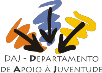 DAJ - DEPARTAMENTO
DE APOIO À JUVENTUDE